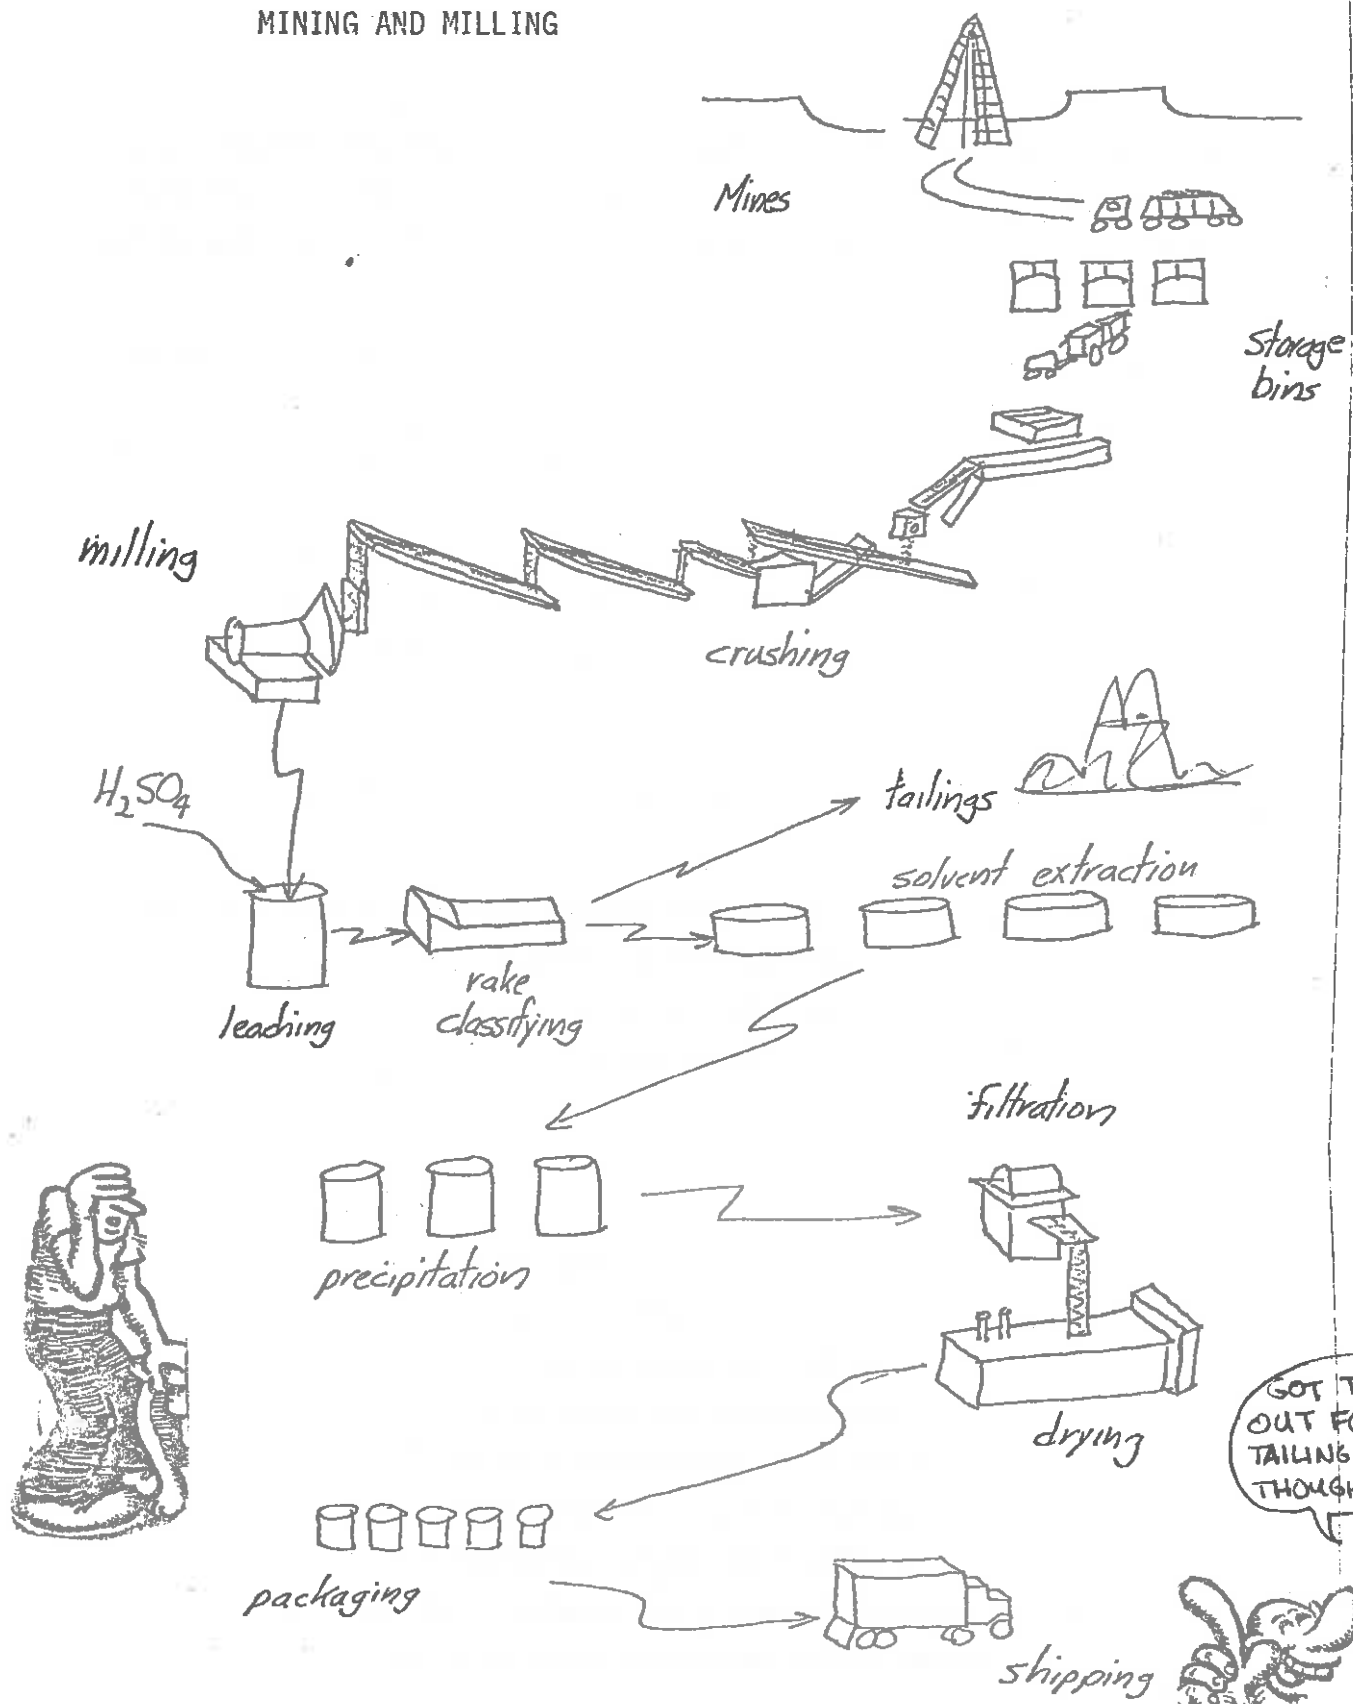 MINING AND MILLING
Mines
Storage
bins
milling
crushing
H₂SO₄
tailings
solvent extraction
leaching
rake
classifying
filtration
precipitation
drying
GOT
OUT
TAILING
packaging
shipping